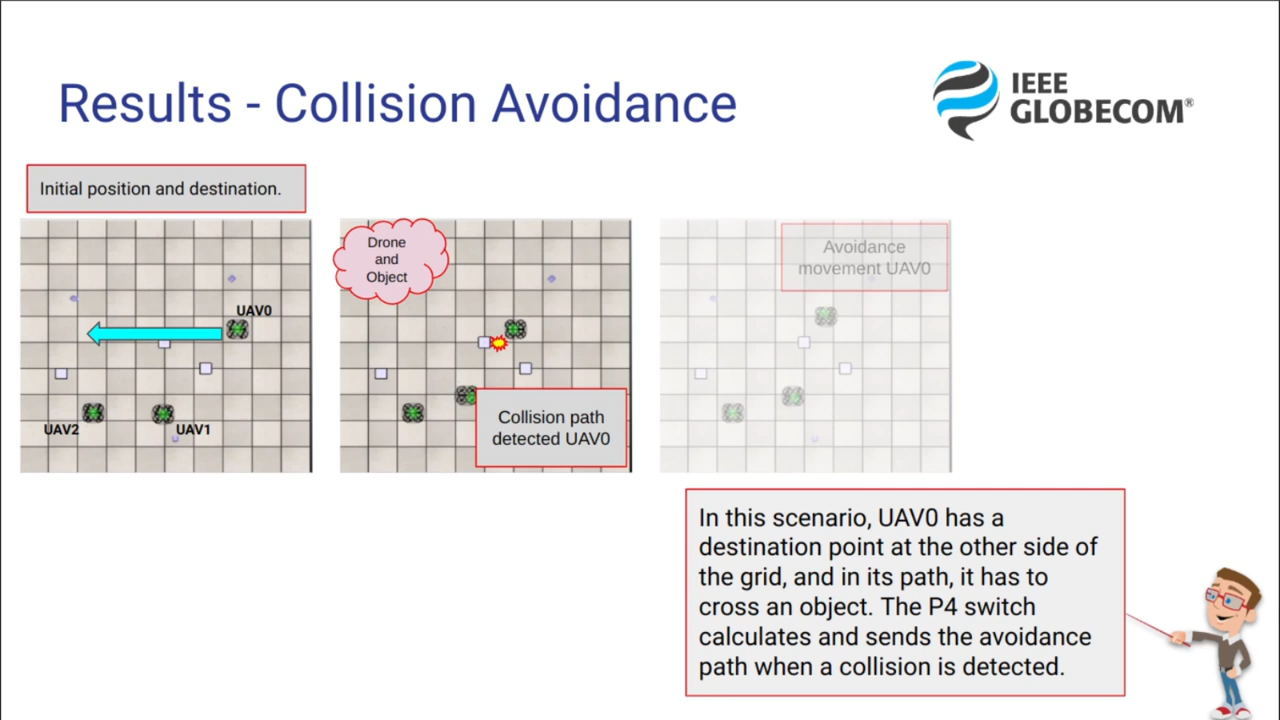 Results - Collision Avoidance
IEEE
GLOBECOM®
Initial position and destination.
UAV0
UAV2
UAV1
Drone
and
Object
Collision path
detected UAV0
Avoidance
movement UAV0
In this scenario, UAV0 has a
destination point at the other side of
the grid, and in its path, it has to
cross an object. The P4 switch
calculates and sends the avoidance
path when a collision is detected.